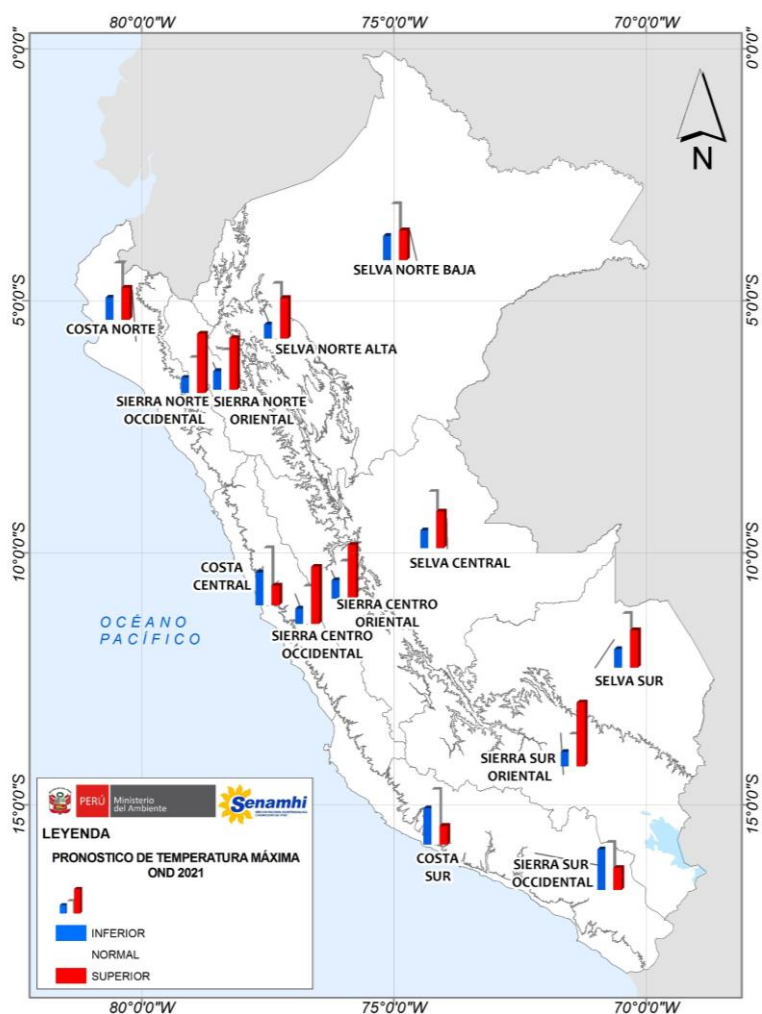 80°0'0"W
75°0'0"W
70°0'0"W
0°0'0"
0°0'0"
N
SELVA NORTE BAJA
5°0'0"S
5°0'0"S
COSTA NORTE
SELVA NORTE ALTA
SIERRA NORTE
OCCIDENTAL
SIERRA NORTE
ORIENTAL
10°0'0"S
10°0'0"S
SELVA CENTRAL
COSTA
CENTRAL
SIERRA CENTRO
ORIENTAL
SIERRA CENTRO
OCCIDENTAL
OCÉANO
PACÍFICO
SELVA SUR
SIERRA SUR
ORIENTAL
15°0'0"S
15°0'0"S
COSTA
SUR
SIERRA SUR
OCCIDENTAL
PERÚ
Ministerio
del Ambiente
Senamhi
LEYENDA
PRONOSTICO DE TEMPERATURA MÁXIMA
OND 2021
INFERIOR
NORMAL
SUPERIOR
80°0'0"W
75°0'0"W
70°0'0"W